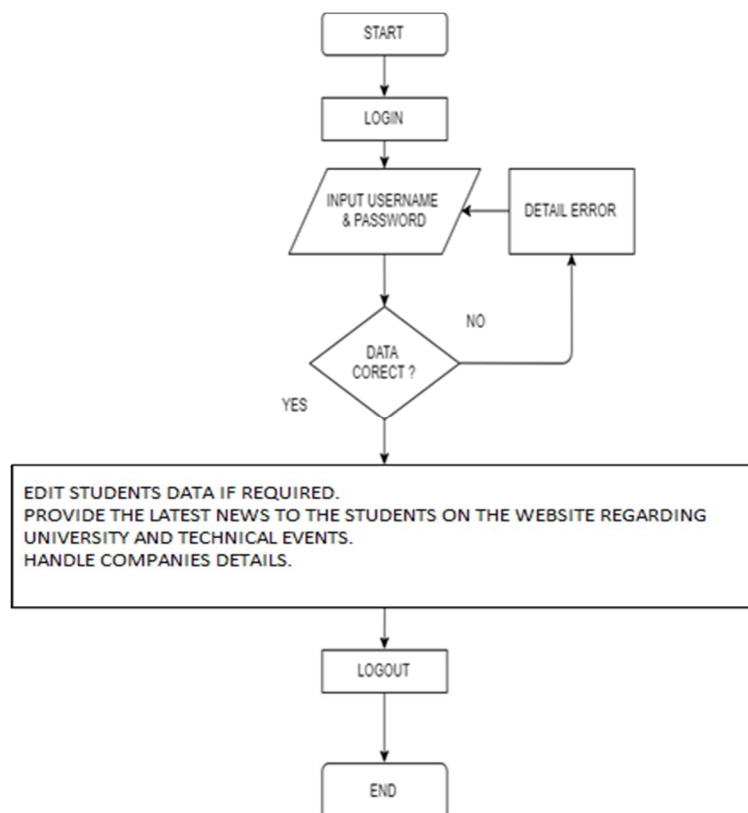 START
LOGIN
INPUT USERNAME
& PASSWORD
DETAIL ERROR
NO
DATA
CORECT ?
YES
EDIT STUDENTS DATA IF REQUIRED.
PROVIDE THE LATEST NEWS TO THE STUDENTS ON THE WEBSITE REGARDING
UNIVERSITY AND TECHNICAL EVENTS.
HANDLE COMPANIES DETAILS.
LOGOUT
END